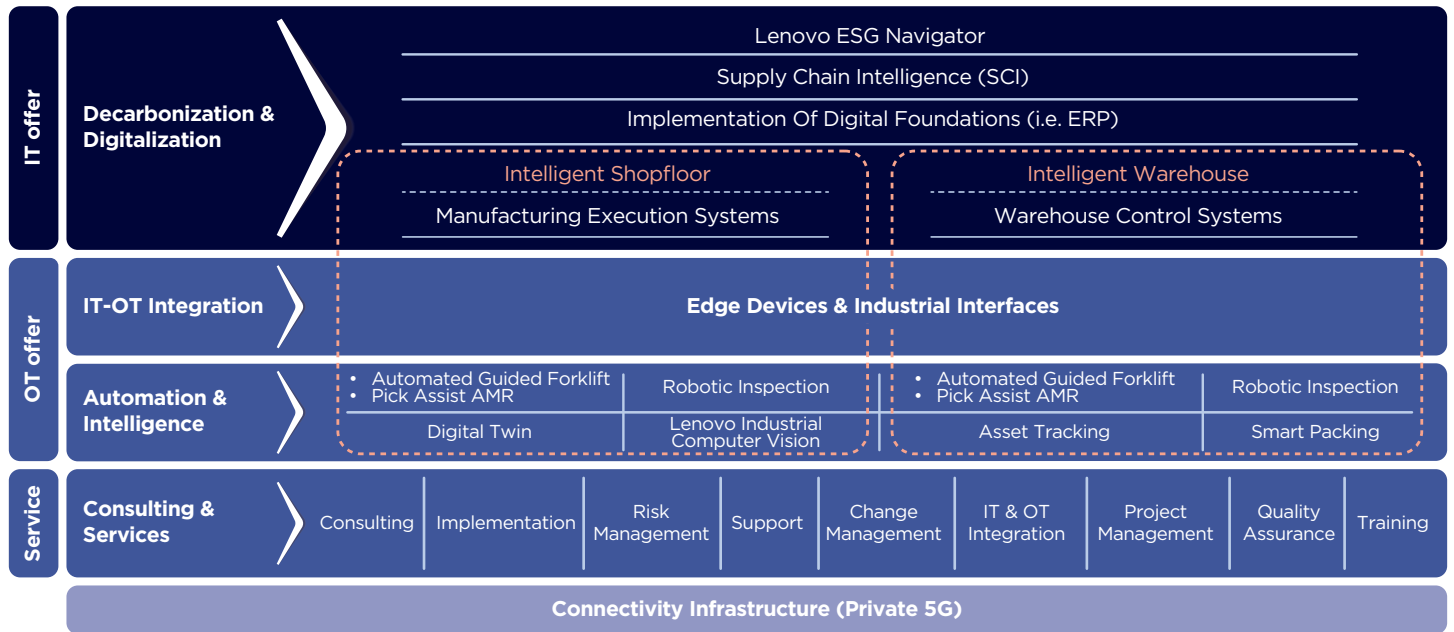 IT offer
Decarbonization &
Digitalization
Lenovo ESG Navigator
Supply Chain Intelligence (SCI)
Implementation Of Digital Foundations (i.e. ERP)
Intelligent Shopfloor
Manufacturing Execution Systems
Intelligent Warehouse
Warehouse Control Systems
OT offer
IT-OT Integration
Edge Devices & Industrial Interfaces
Automation &
Intelligence
• Automated Guided Forklift
• Pick Assist AMR
Robotic Inspection
Digital Twin
Lenovo Industrial
Computer Vision
• Automated Guided Forklift
• Pick Assist AMR
Robotic Inspection
Asset Tracking
Smart Packing
Service
Consulting &
Services
Consulting
Implementation
Risk
Management
Support
Change
Management
IT & OT
Integration
Project
Management
Quality
Assurance
Training
Connectivity Infrastructure (Private 5G)